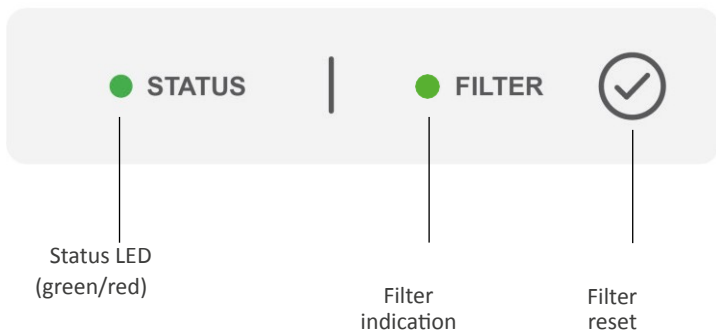 STATUS
FILTER
Status LED
(green/red)
Filter
indication
Filter
reset